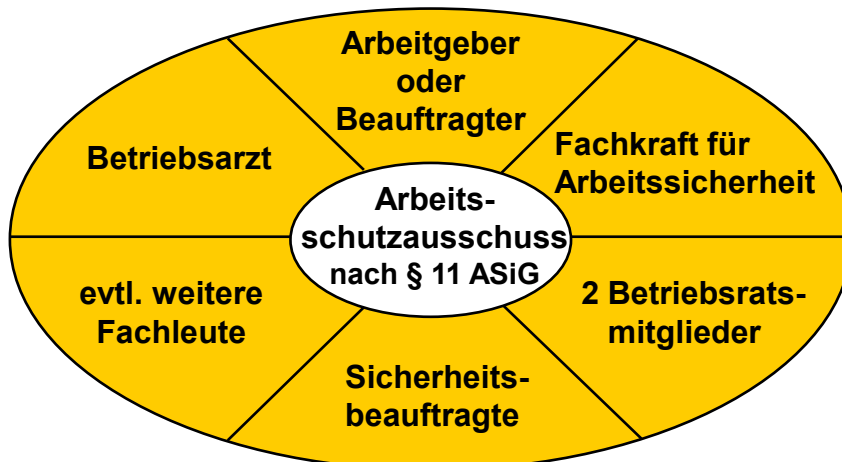 Arbeitgeber
oder
Beauftragter
Betriebsarzt
Fachkraft für
Arbeitssicherheit
Arbeits-
schutzausschuss
nach § 11 ASiG
evtl. weitere
Fachleute
2 Betriebsrats-
mitglieder
Sicherheits-
beauftragte